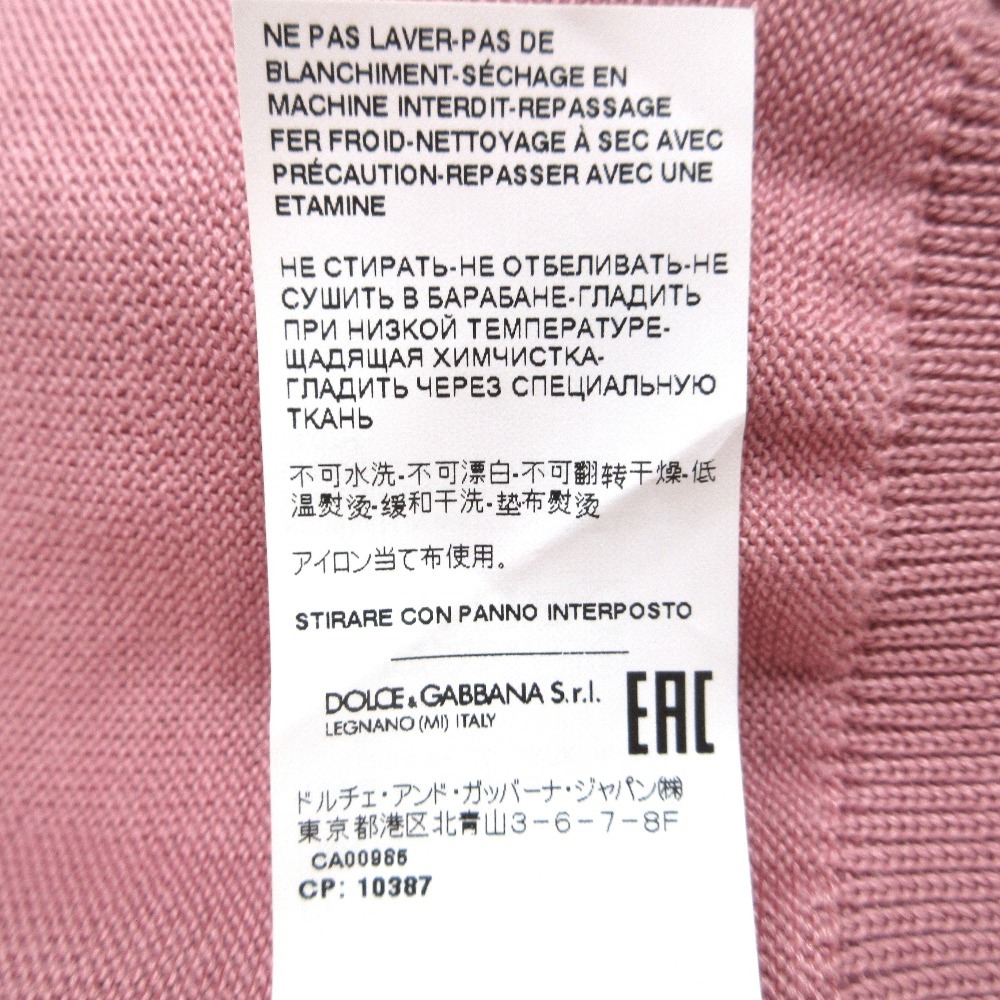 NE PAS LAVER-PAS DE
BLANCHIMENT-SÉCHAGE EN
MACHINE INTERDIT-REPASSAGE
FER FROID-NETTOYAGE À SEC AVEC
PRÉCAUTION-REPASSER AVEC UNE
ETAMINE
НЕ СТИРАТЬ-НЕ ОТБЕЛИВАТЬ-НЕ
СУШИТЬ В БАРАБАНЕ-ГЛАДИТЬ
ПРИ НИЗКОЙ ТЕМПЕРАТУРЕ-
ЩАДЯЩАЯ ХИМЧИСТКА-
ГЛАДИТЬ ЧЕРЕЗ СПЕЦИАЛЬНУЮ
ТКАНЬ
不可水洗-不可漂白-不可翻转干燥-低
温熨烫-缓和干洗-垫布熨烫
アイロン当て布使用。
STIRARE CON PANNO INTERPOSTO
DOLCE & GABBANA S.r.l.
LEGNANO (MI) ITALY
EAC
ドルチェ・アンド・ガッバーナ・ジャパン㈱
東京都港区北青山3-6-7-8F
CA00965
CP: 10387